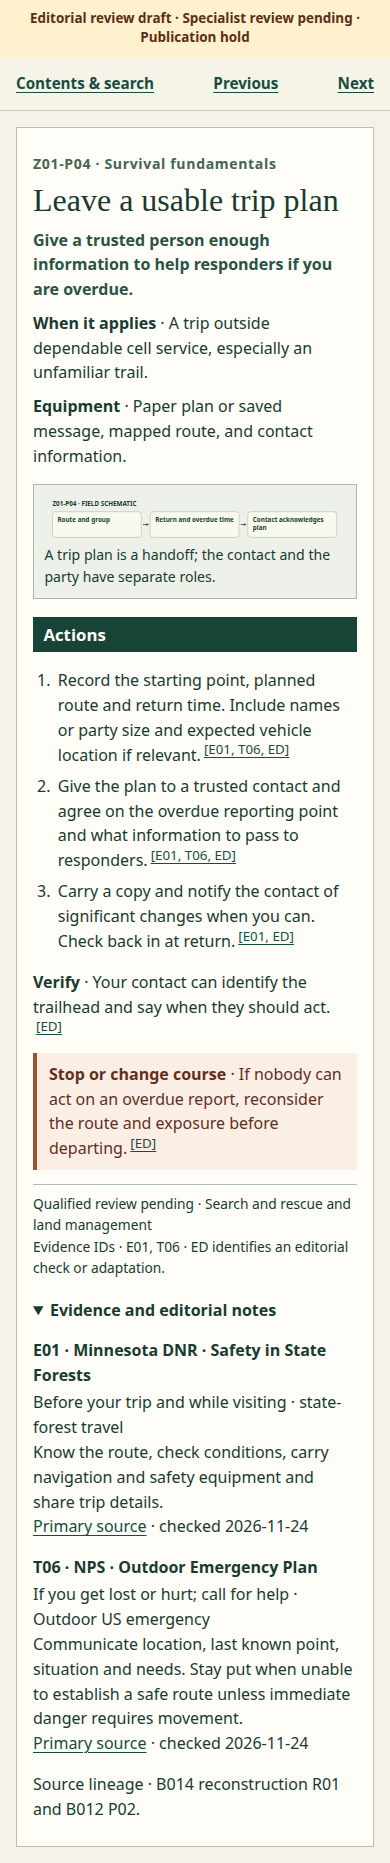 Editorial review draft · Specialist review pending ·
Publication hold
Contents & search Previous Next
Z01-P04 · Survival fundamentals
Leave a usable trip plan
Give a trusted person enough
information to help responders if you
are overdue.
When it applies · A trip outside
dependable cell service, especially an
unfamiliar trail.
Equipment · Paper plan or saved
message, mapped route, and contact
information.
Z01-P04 · FIELD SCHEMATIC
Route and group
Return and overdue time
Contact acknowledges
plan
A trip plan is a handoff; the contact and the
party have separate roles.
Actions
1. Record the starting point, planned
route and return time. Include names
or party size and expected vehicle
location if relevant. [E01, T06, ED]
2. Give the plan to a trusted contact and
agree on the overdue reporting point
and what information to pass to
responders. [E01, T06, ED]
3. Carry a copy and notify the contact of
significant changes when you can.
Check back in at return. [E01, ED]
Verify · Your contact can identify the
trailhead and say when they should act.
[ED]
Stop or change course · If nobody can
act on an overdue report, reconsider
the route and exposure before
departing. [ED]
Qualified review pending · Search and rescue and
land management
Evidence IDs · E01, T06 · ED identifies an editorial
check or adaptation.
▼ Evidence and editorial notes
E01 · Minnesota DNR · Safety in State
Forests
Before your trip and while visiting · state-
forest travel
Know the route, check conditions, carry
navigation and safety equipment and
share trip details.
Primary source · checked 2026-11-24
T06 · NPS · Outdoor Emergency Plan
If you get lost or hurt; call for help ·
Outdoor US emergency
Communicate location, last known point,
situation and needs. Stay put when unable
to establish a safe route unless immediate
danger requires movement.
Primary source · checked 2026-11-24
Source lineage · B014 reconstruction R01
and B012 P02.